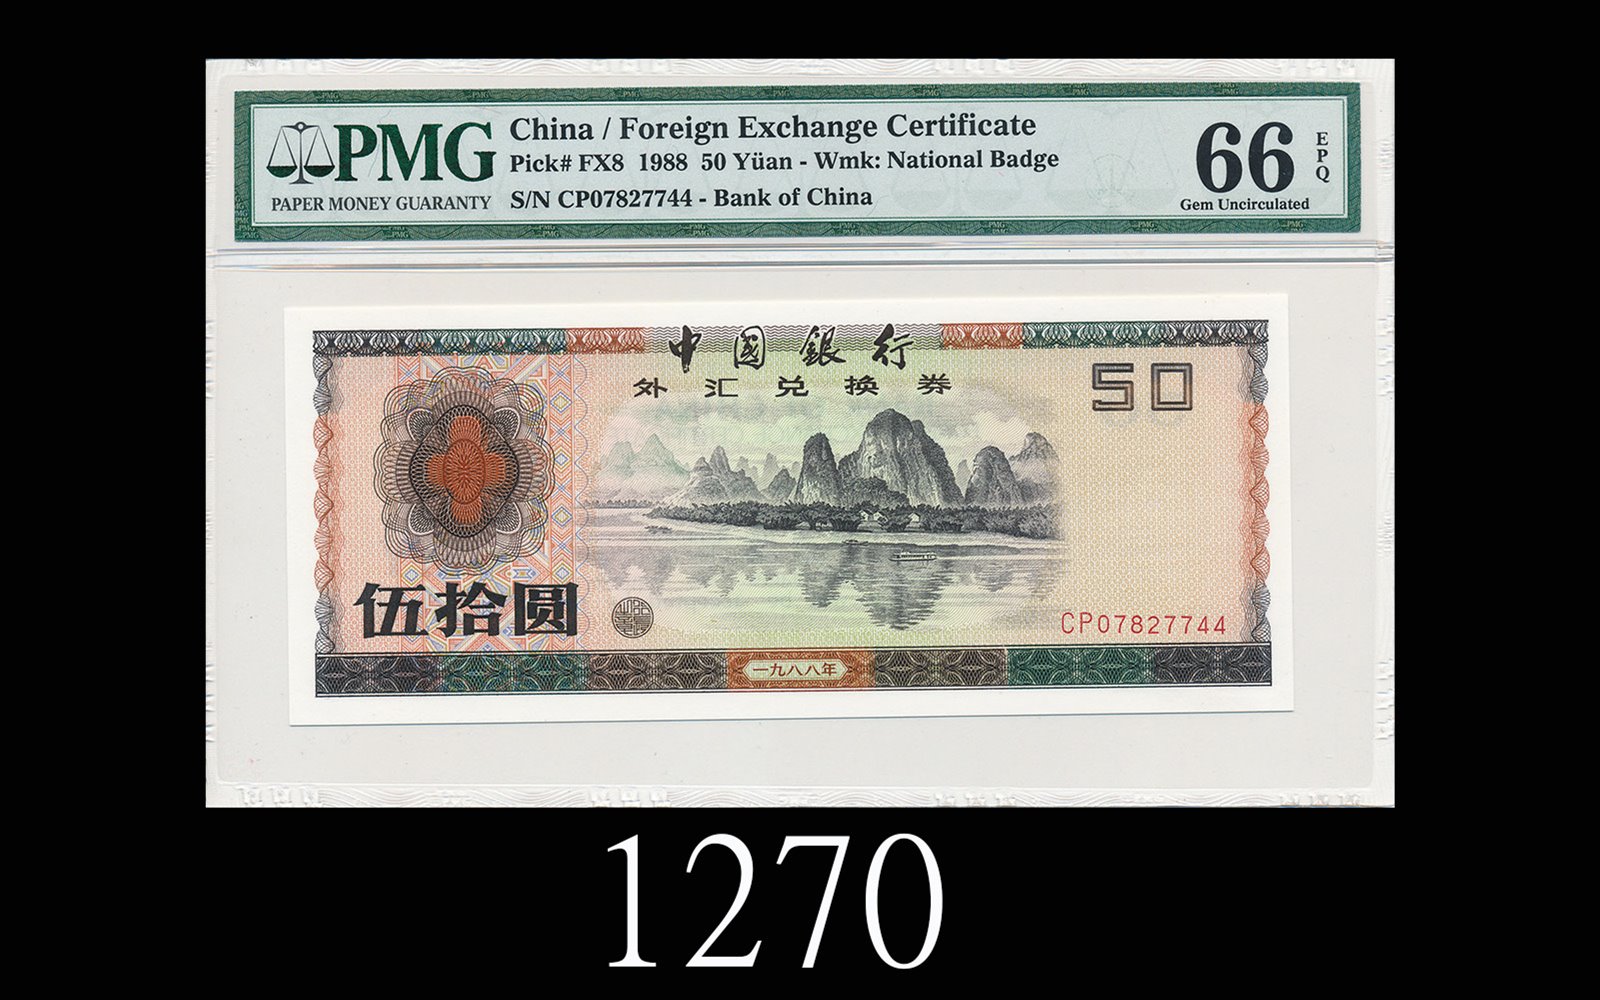 PMG
PAPER MONEY GUARANTY
China / Foreign Exchange Certificate
Pick# FX8 1988 50 Yüan - Wmk: National Badge
S/N CP07827744 - Bank of China
66
EPQ
Gem Uncirculated
中國銀行
外汇兑换券
50
伍拾圆
CP07827744
一九八八年
1270